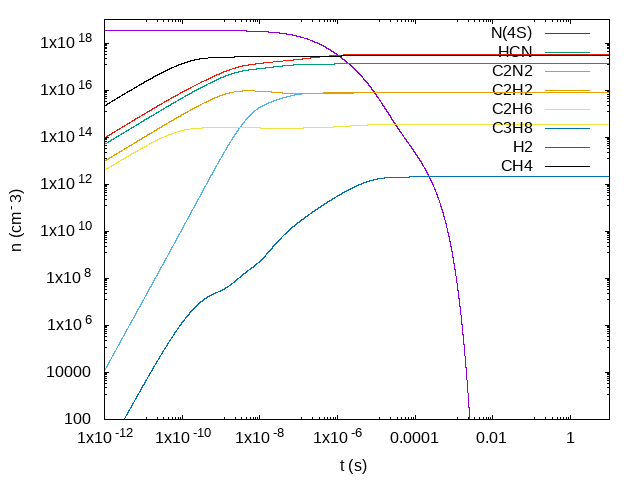 1x10^18
1x10^16
1x10^14
1x10^12
1x10^10
1x10^8
1x10^6
10000
100
n (cm^-3)
N(4S)
HCN
C2N2
C2H2
C2H6
C3H8
H2
CH4
1x10^-12 1x10^-10 1x10^-8 1x10^-6 0.0001 0.01 1
t (s)